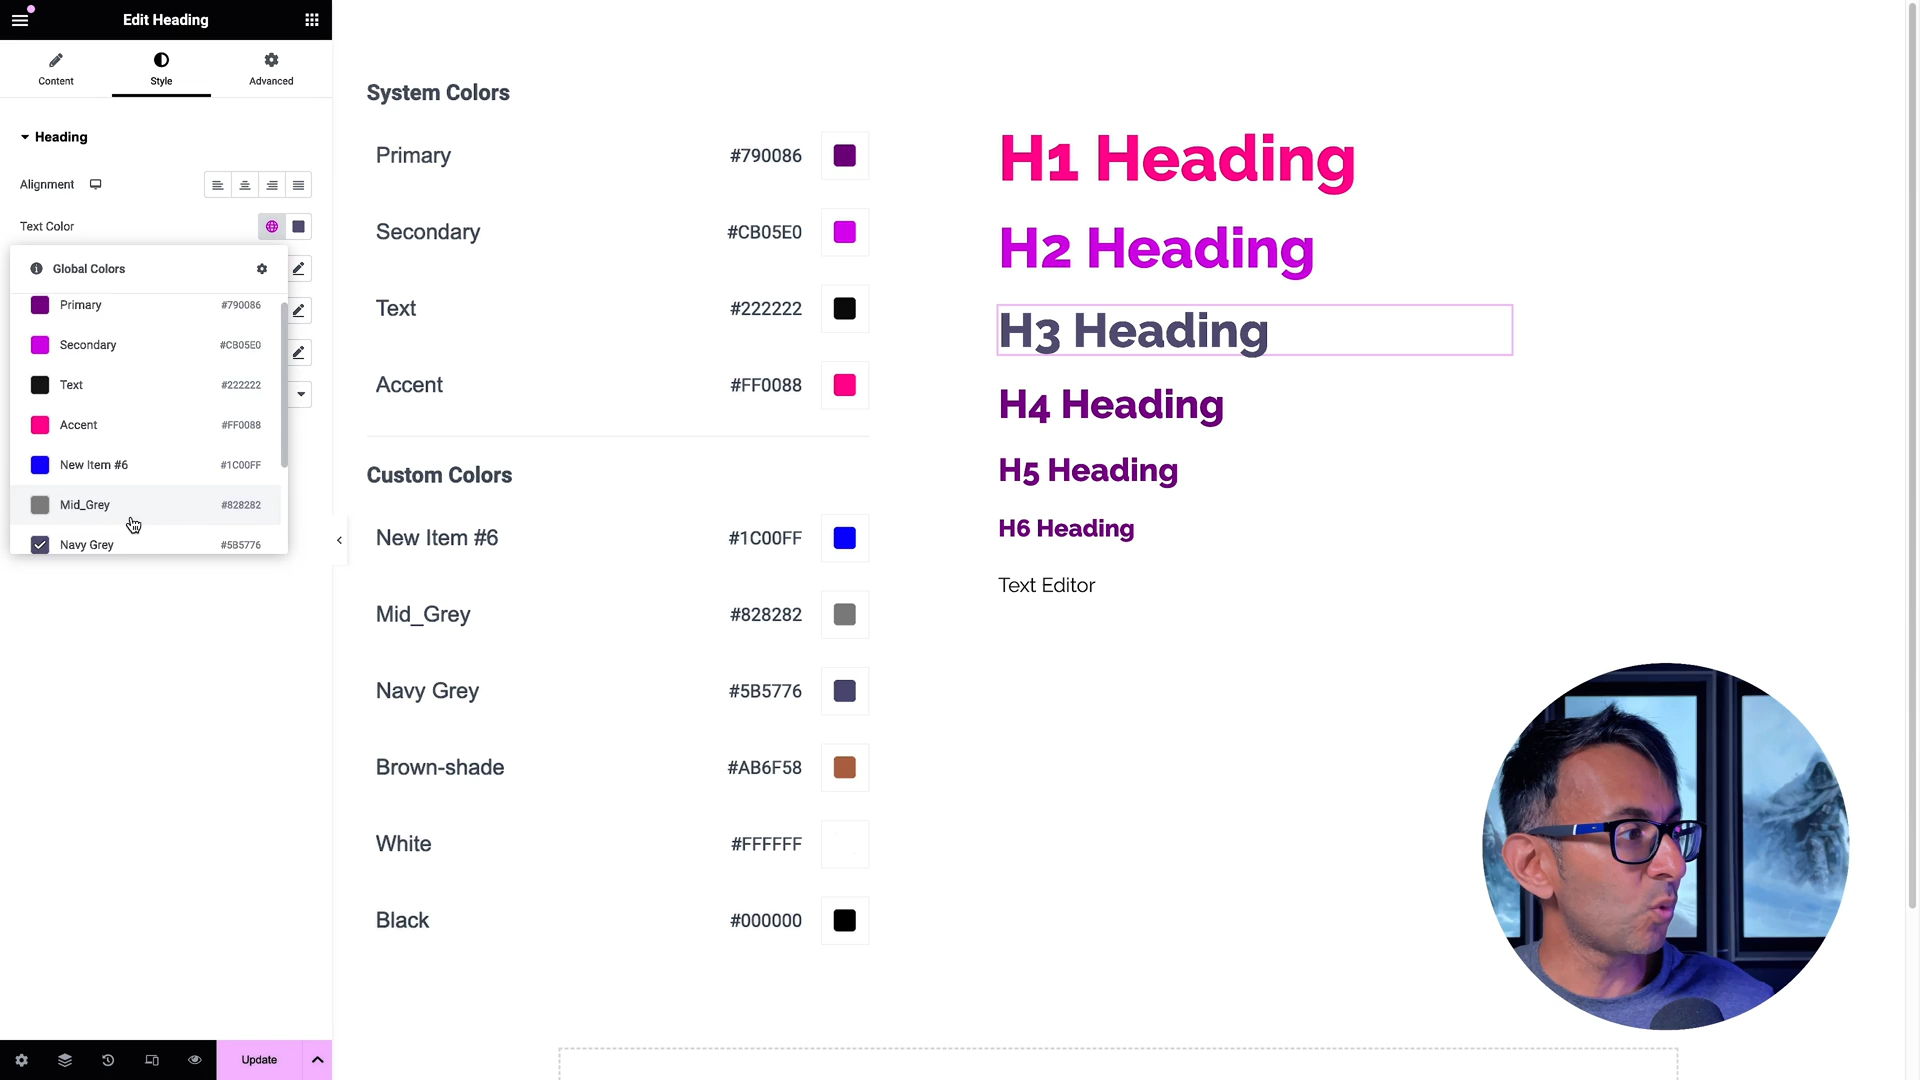 Edit Heading
Content
Style
Advanced
Heading
Alignment
Text Color
Global Colors
Primary #790086
Secondary #CB05E0
Text #222222
Accent #FF0088
New Item #6 #1C00FF
Mid_Grey #828282
Navy Grey #5B5776
Update
System Colors
Primary #790086
Secondary #CB05E0
Text #222222
Accent #FF0088
Custom Colors
New Item #6 #1C00FF
Mid_Grey #828282
Navy Grey #5B5776
Brown-shade #AB6F58
White #FFFFFF
Black #000000
H1 Heading
H2 Heading
H3 Heading
H4 Heading
H5 Heading
H6 Heading
Text Editor